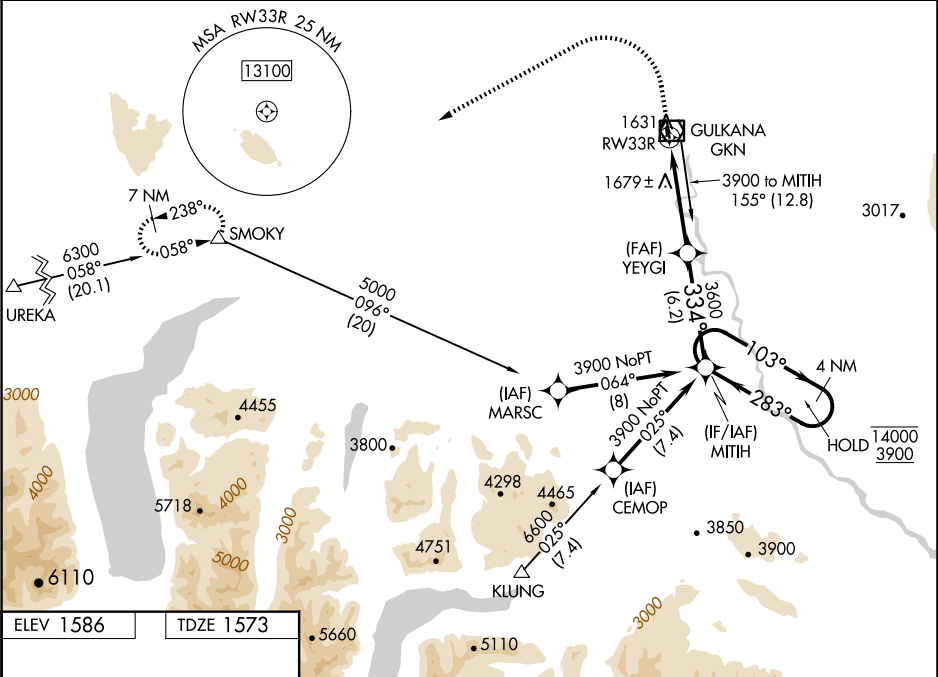 MSA RW33R 25 NM
13100
1631
RW33R
GULKANA
GKN
1679±
3900 to MITIH
155° (12.8)
3017
7 NM
238°
058°
SMOKY
6300
058°
(20.1)
UREKA
(FAF)
YEYGI
5000
096°
(20)
3600
334°
(6.2)
103°
4 NM
283°
3900 NoPT
064°
(8)
(IAF)
MARSC
3900 NoPT
025°
(7.4)
(IF/IAF)
MITIH
HOLD
14000
3900
3000
4455
3800
4298
4465
(IAF)
CEMOP
4000
5718
4000
3000
6600
025°
(7.4)
3850
3900
4751
5000
6110
KLUNG
3000
ELEV 1586
TDZE 1573
5660
5110